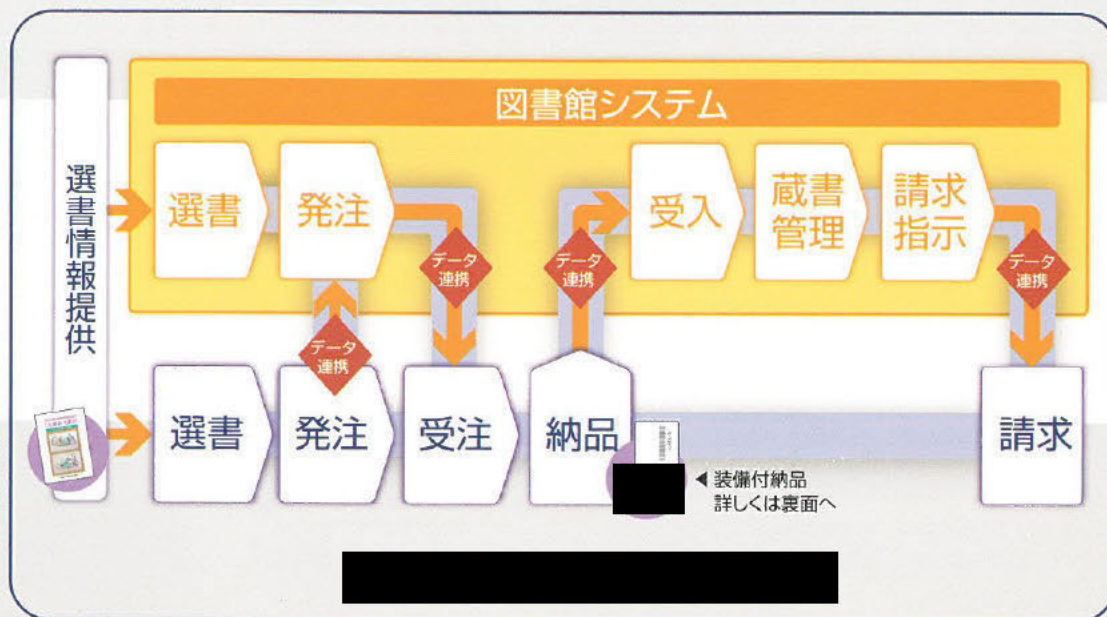 図書館システム
選書情報提供
選書
発注
データ
連携
データ
連携
受入
蔵書
管理
請求
指示
データ
連携
データ
連携
選書
発注
受注
納品
請求
◀ 装備付納品
詳しくは裏面へ